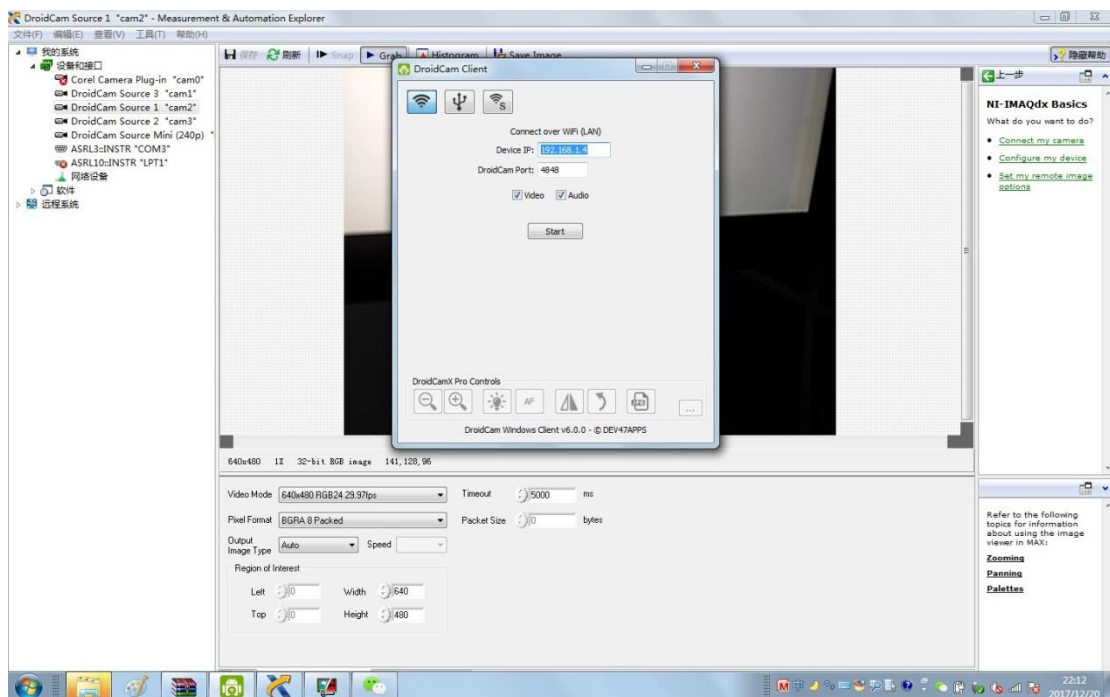 DroidCam Source 1 "cam2" - Measurement & Automation Explorer
文件(F) 编辑(E) 查看(V) 工具(T) 帮助(H)
我的系统
设备和接口
Corel Camera Plug-in "cam0"
DroidCam Source 3 "cam1"
DroidCam Source 1 "cam2"
DroidCam Source 2 "cam3"
DroidCam Source Mini (240p) "
ASRL3::INSTR "COM3"
ASRL10::INSTR "LPT1"
网络设备
软件
远程系统
保存 刷新 Snap Grab Histogram Save Image
隐藏帮助
DroidCam Client
S
Connect over WiFi (LAN)
Device IP: 192.168.1.4
DroidCam Port: 4848
Video Audio
Start
DroidCamX Pro Controls
AF
...
DroidCam Windows Client v6.0.0 - © DEV47APPS
640x480 1X 32-bit RGB image 141,128,96
Video Mode 640x480 RGB24 29.97fps
Timeout 5000 ms
Pixel Format BGRA 8 Packed
Packet Size 0 bytes
Output Image Type Auto Speed
Region of Interest
Left 0 Width 640
Top 0 Height 480
上一步
NI-IMAQdx Basics
What do you want to do?
Connect my camera
Configure my device
Set my remote image
options
Refer to the following
topics for information
about using the image
viewer in MAX:
Zooming
Panning
Palettes
22:12
2017/12/20